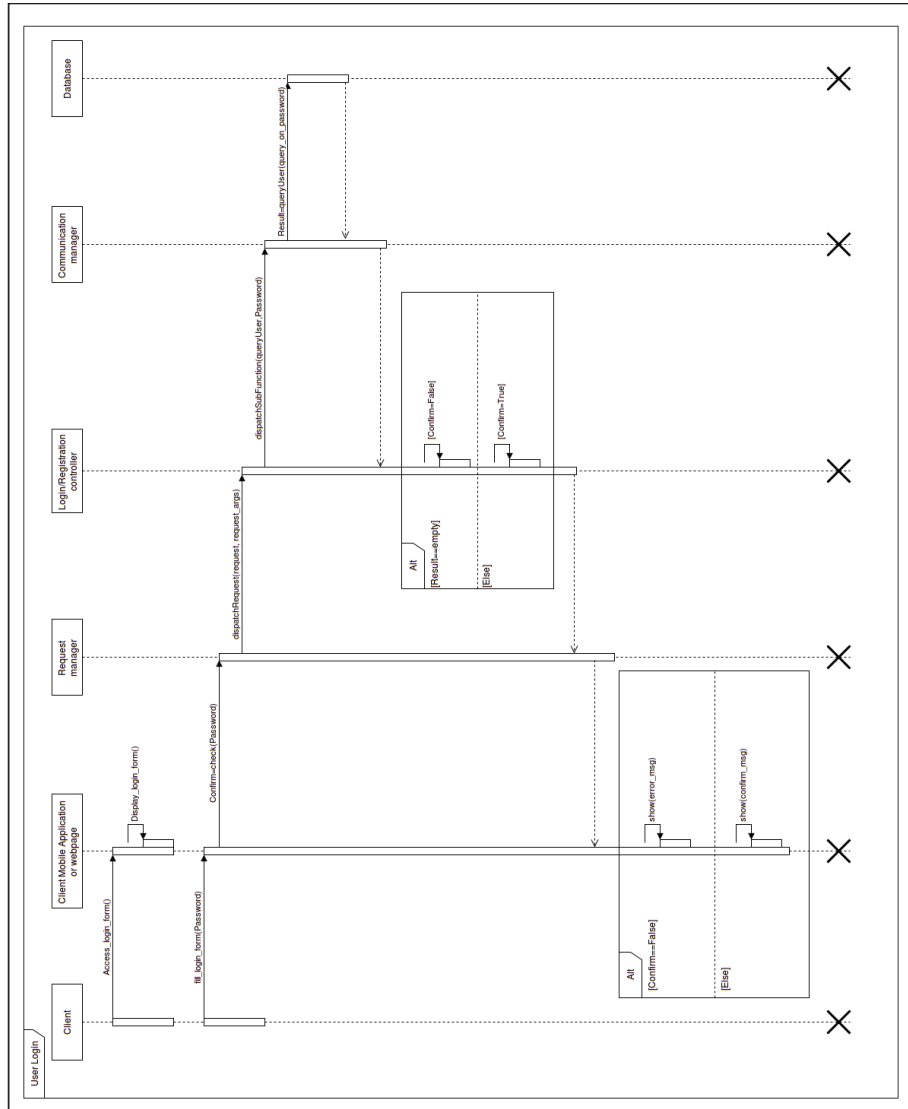 User Login
Client
Client Mobile Application
or webpage
Request
manager
Login/Registration
controller
Communication
manager
Database
Access_login_form()
Display_login_form()
fill_login_form(Password)
Confirm=check(Password)
dispatchRequest(request, request_args)
dispatchSubFunction(queryUser,Password)
Result=queryUser(query_on_password)
Alt
[Result==empty]
[Confirm=False]
[Else]
[Confirm=True]
Alt
[Confirm==False]
show(error_msg)
[Else]
show(confirm_msg)